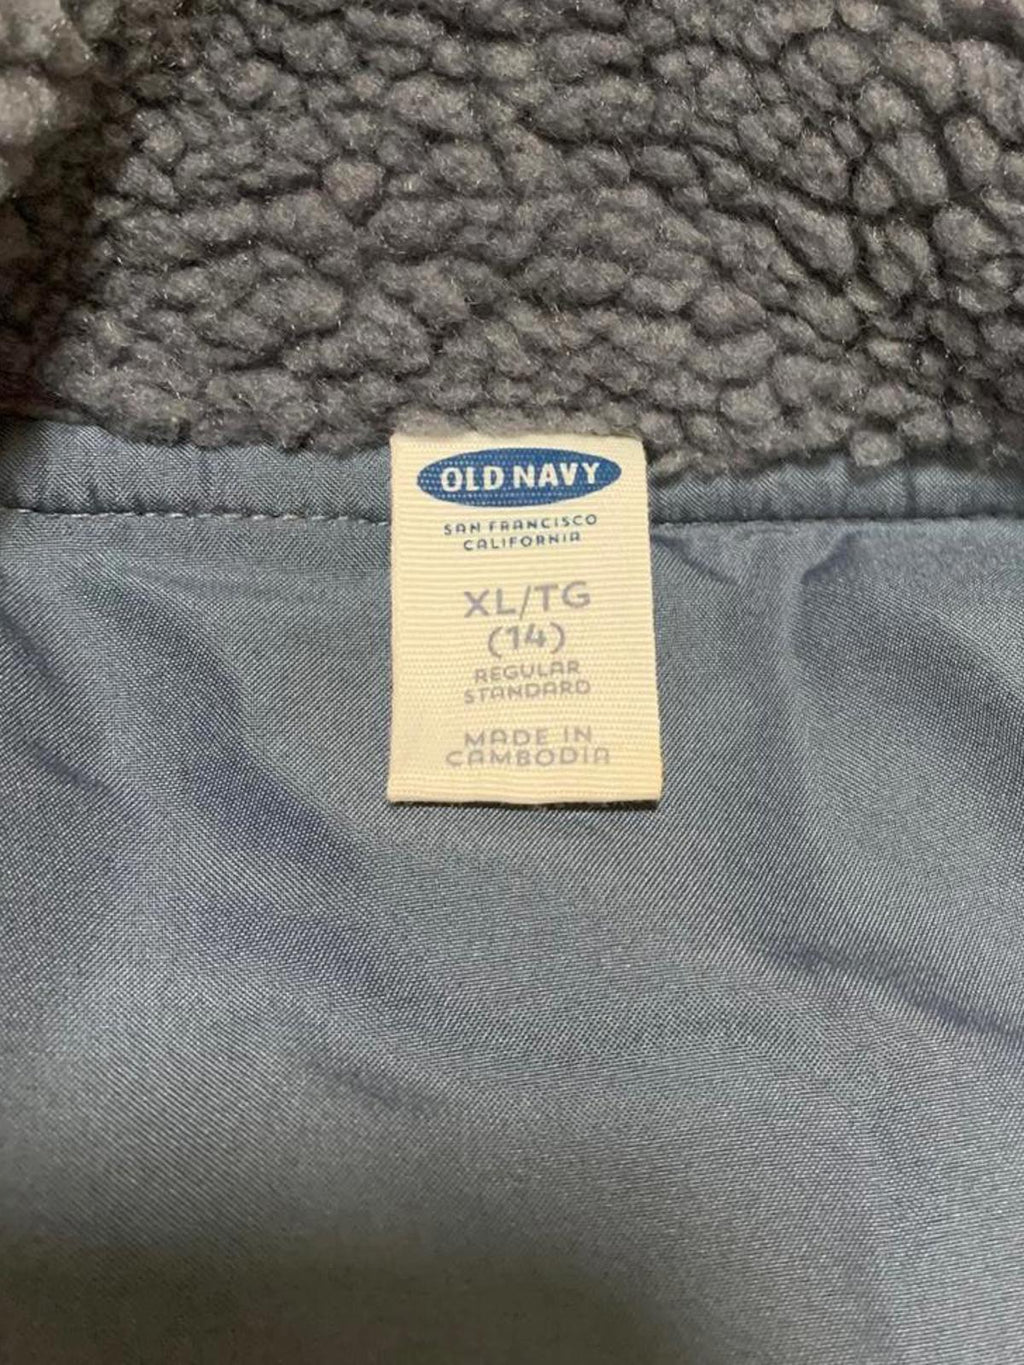 OLD NAVY
SAN FRANCISCO
CALIFORNIA
XL/TG
(14)
REGULAR
STANDARD
MADE IN
CAMBODIA